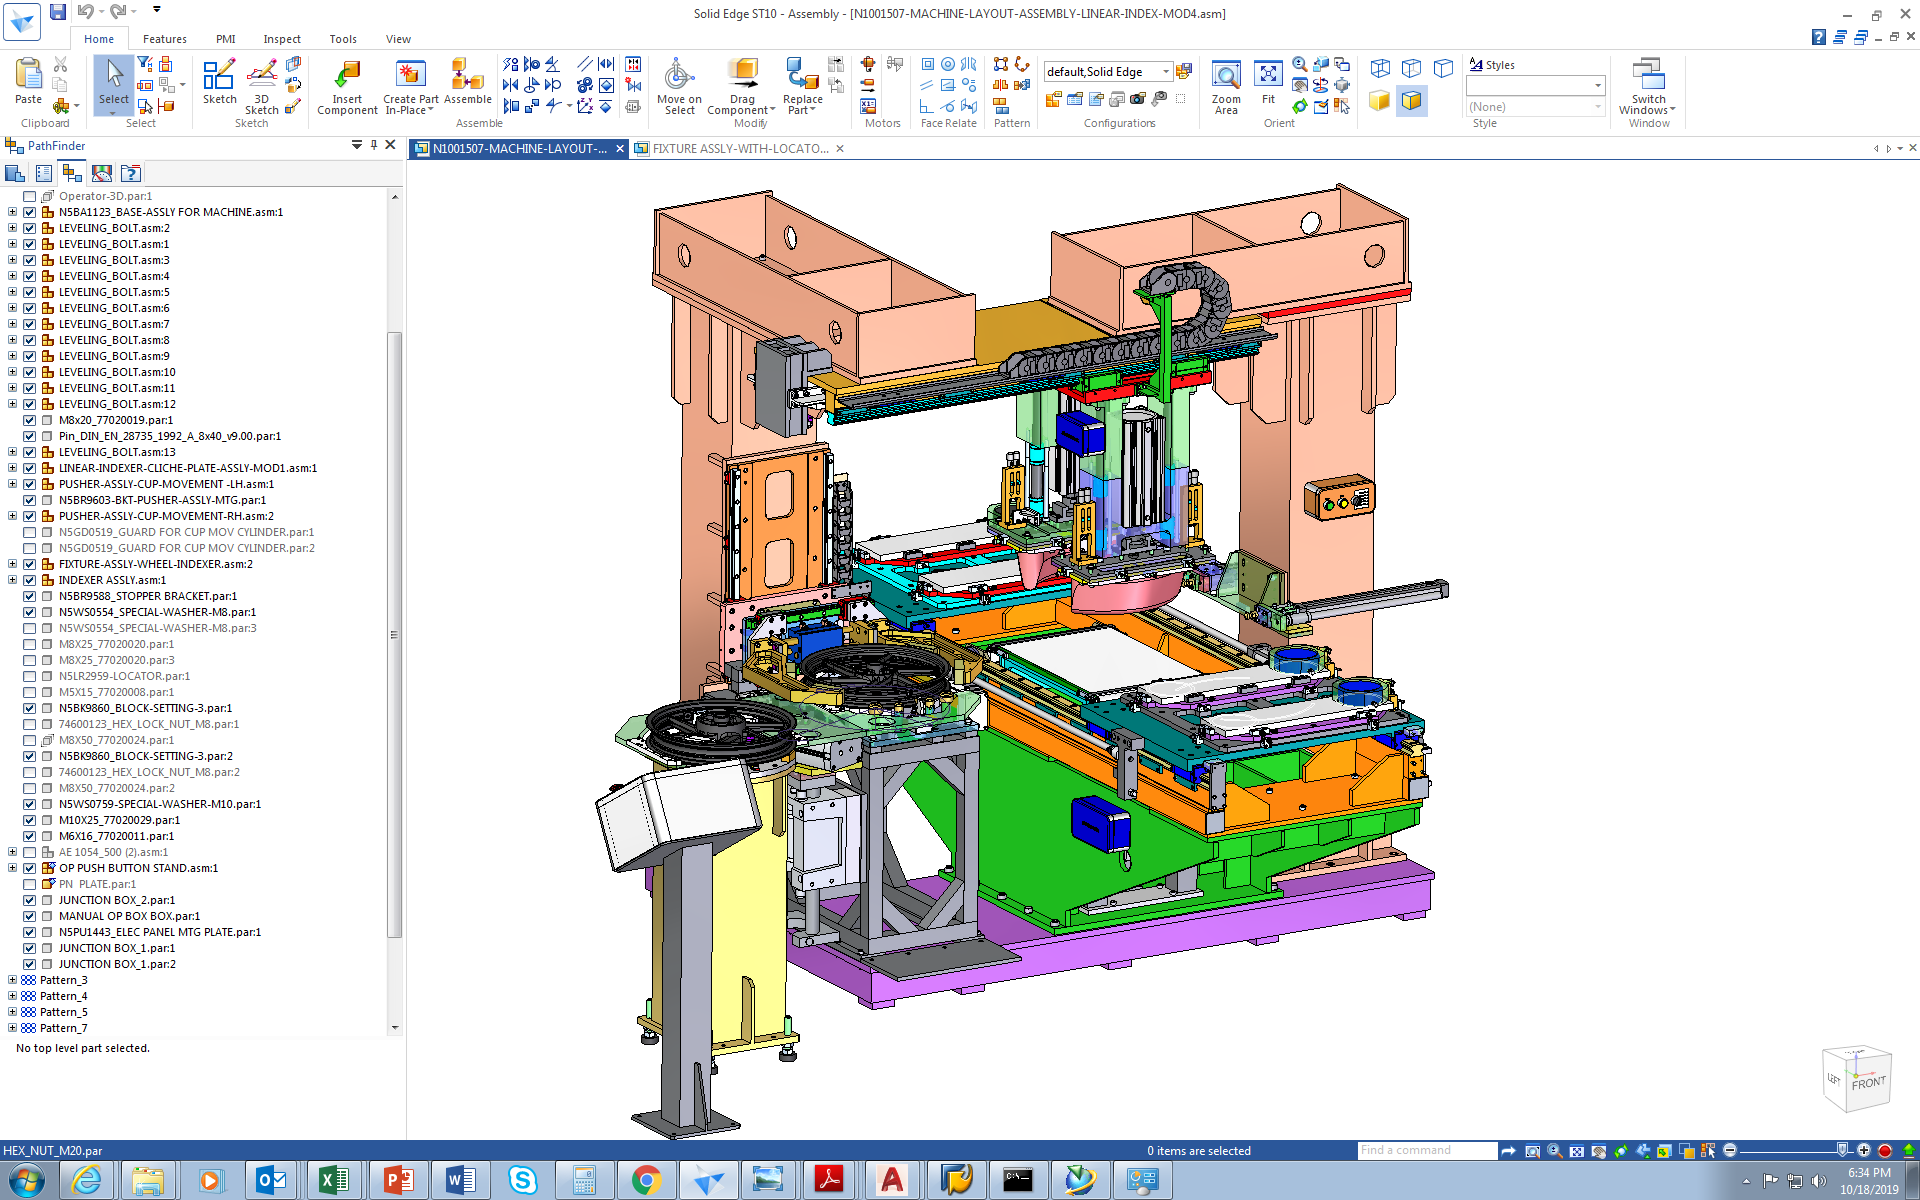 Solid Edge ST10 - Assembly - [N1001507-MACHINE-LAYOUT-ASSEMBLY-LINEAR-INDEX-MOD4.asm]
Home Features PMI Inspect Tools View
Paste
Clipboard
Select
Select
Sketch
3D Sketch
Sketch
Insert Component
Create Part In-Place
Assemble
Assemble
Move on Select
Drag Component
Replace Part
Modify
Motors
Face Relate
Pattern
default,Solid Edge
Configurations
Zoom Area
Fit
Orient
Styles
(None)
Style
Switch Windows
Window
PathFinder
N1001507-MACHINE-LAYOUT-...
FIXTURE ASSLY-WITH-LOCATO...
Operator-3D.par:1
N5BA1123_BASE-ASSLY FOR MACHINE.asm:1
LEVELING_BOLT.asm:2
LEVELING_BOLT.asm:1
LEVELING_BOLT.asm:3
LEVELING_BOLT.asm:4
LEVELING_BOLT.asm:5
LEVELING_BOLT.asm:6
LEVELING_BOLT.asm:7
LEVELING_BOLT.asm:8
LEVELING_BOLT.asm:9
LEVELING_BOLT.asm:10
LEVELING_BOLT.asm:11
LEVELING_BOLT.asm:12
M8x20_77020019.par:1
Pin_DIN_EN_28735_1992_A_8x40_v9.00.par:1
LEVELING_BOLT.asm:13
LINEAR-INDEXER-CLICHE-PLATE-ASSLY-MOD1.asm:1
PUSHER-ASSLY-CUP-MOVEMENT -LH.asm:1
N5BR9603-BKT-PUSHER-ASSLY-MTG.par:1
PUSHER-ASSLY-CUP-MOVEMENT-RH.asm:2
N5GD0519_GUARD FOR CUP MOV CYLINDER.par:1
N5GD0519_GUARD FOR CUP MOV CYLINDER.par:2
FIXTURE-ASSLY-WHEEL-INDEXER.asm:2
INDEXER ASSLY.asm:1
N5BR9588_STOPPER BRACKET.par:1
N5WS0554_SPECIAL-WASHER-M8.par:1
N5WS0554_SPECIAL-WASHER-M8.par:3
M8X25_77020020.par:1
M8X25_77020020.par:3
N5LR2959-LOCATOR.par:1
M5X15_77020008.par:1
N5BK9860_BLOCK-SETTING-3.par:1
74600123_HEX_LOCK_NUT_M8.par:1
M8X50_77020024.par:1
N5BK9860_BLOCK-SETTING-3.par:2
74600123_HEX_LOCK_NUT_M8.par:2
M8X50_77020024.par:2
N5WS0759-SPECIAL-WASHER-M10.par:1
M10X25_77020029.par:1
M6X16_77020011.par:1
AE 1054_500 (2).asm:1
OP PUSH BUTTON STAND.asm:1
PN PLATE.par:1
JUNCTION BOX_2.par:1
MANUAL OP BOX BOX.par:1
N5PU1443_ELEC PANEL MTG PLATE.par:1
JUNCTION BOX_1.par:1
JUNCTION BOX_1.par:2
Pattern_3
Pattern_4
Pattern_5
Pattern_7
No top level part selected.
LEFT FRONT
HEX_NUT_M20.par
0 items are selected
Find a command
6:34 PM
10/18/2019